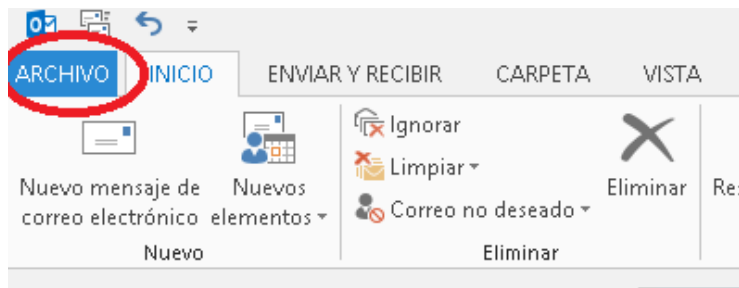 ARCHIVO INICIO ENVIAR Y RECIBIR CARPETA VISTA
Ignorar
Limpiar
Correo no deseado
Nuevo mensaje de
correo electrónico
Nuevos
elementos
Eliminar
Nuevo
Eliminar